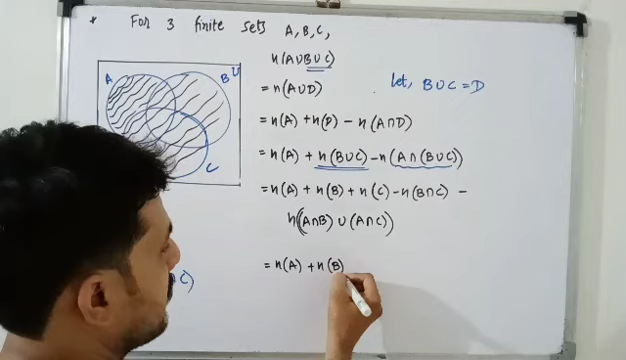 * For 3 finite sets A, B, C,
n(A∪B∪C)
= n(A∪D) . let, B∪C = D
= n(A) + n(D) - n(A∩D)
= n(A) + n(B∪C) - n(A∩(B∪C))
= n(A) + n(B) + n(C) - n(B∩C) -
n((A∩B) ∪ (A∩C))
= n(A) + n(B)
A B U
C
C)